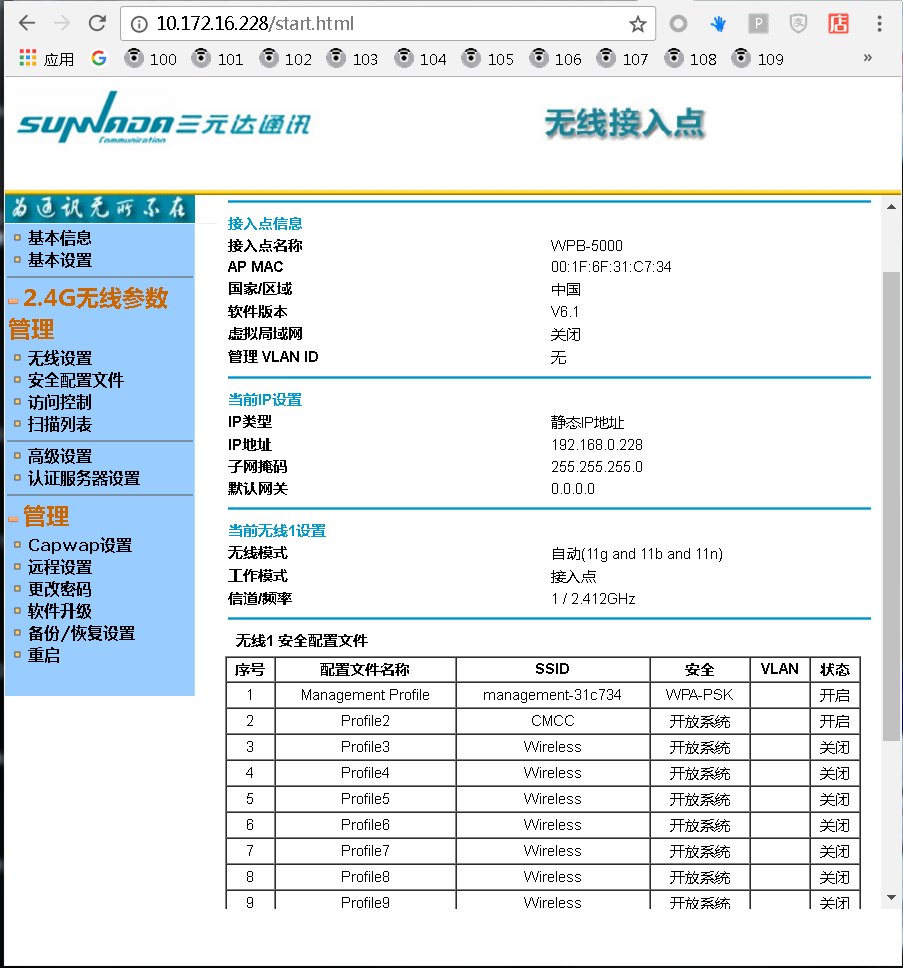 10.172.16.228/start.html
应用 100 101 102 103 104 105 106 107 108 109 »
P 店
SUNNADA三元达通讯 无线接入点
Communication
为通讯无所不在
基本信息
基本设置
2.4G无线参数
管理
无线设置
安全配置文件
访问控制
扫描列表
高级设置
认证服务器设置
管理
Capwap设置
远程设置
更改密码
软件升级
备份/恢复设置
重启
接入点信息
接入点名称 WPB-5000
AP MAC 00:1F:6F:31:C7:34
国家/区域 中国
软件版本 V6.1
虚拟局域网 关闭
管理 VLAN ID 无
当前IP设置
IP类型 静态IP地址
IP地址 192.168.0.228
子网掩码 255.255.255.0
默认网关 0.0.0.0
当前无线1设置
无线模式 自动(11g and 11b and 11n)
工作模式 接入点
信道/频率 1 / 2.412GHz
无线1 安全配置文件
序号 配置文件名称 SSID 安全 VLAN 状态
1 Management Profile management-31c734 WPA-PSK 开启
2 Profile2 CMCC 开放系统 开启
3 Profile3 Wireless 开放系统 关闭
4 Profile4 Wireless 开放系统 关闭
5 Profile5 Wireless 开放系统 关闭
6 Profile6 Wireless 开放系统 关闭
7 Profile7 Wireless 开放系统 关闭
8 Profile8 Wireless 开放系统 关闭
9 Profile9 Wireless 开放系统 关闭